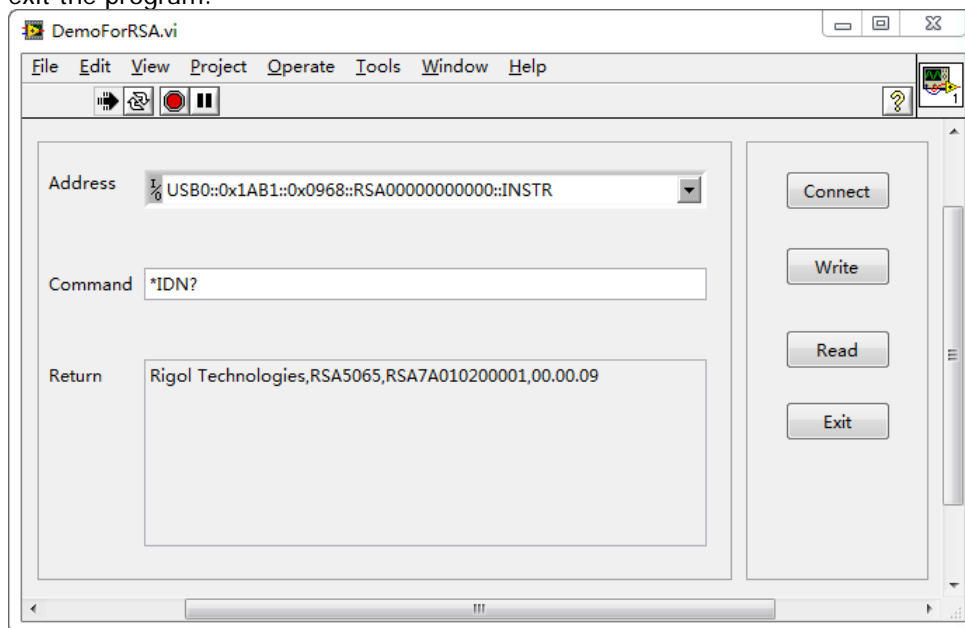 exit the program.
DemoForRSA.vi
File Edit View Project Operate Tools Window Help
1
Address
I/O USB0::0x1AB1::0x0968::RSA00000000000::INSTR
Connect
Command
*IDN?
Write
Return
Rigol Technologies,RSA5065,RSA7A010200001,00.00.09
Read
Exit